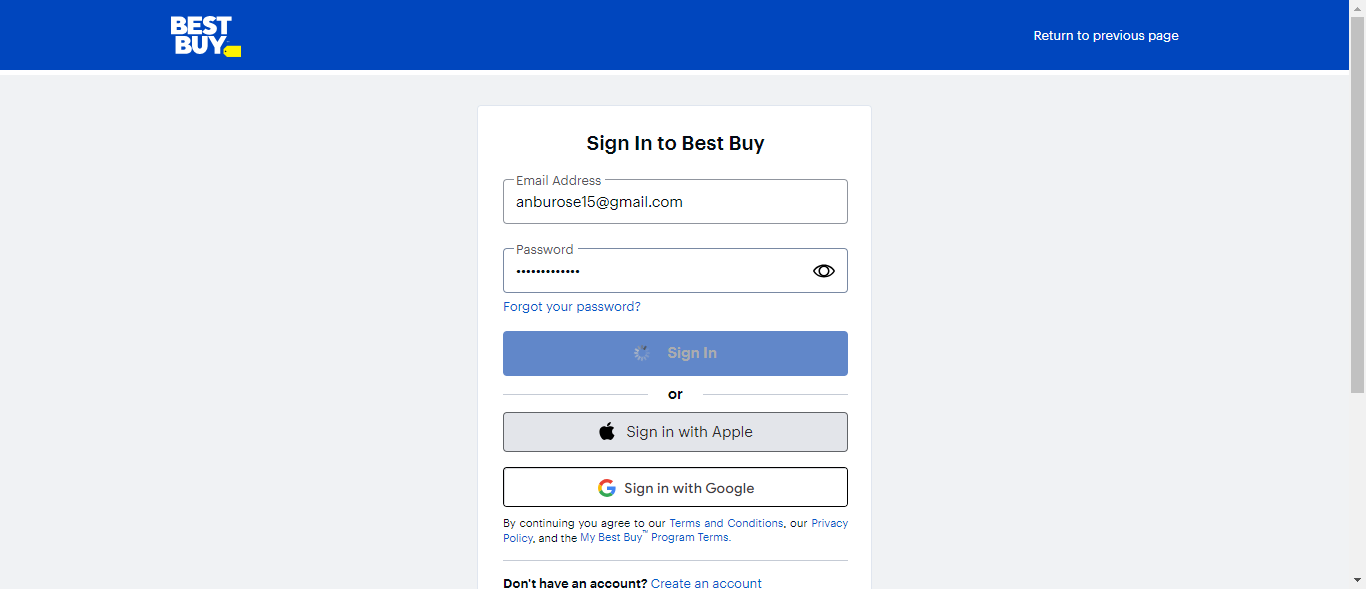 BEST
BUY
Return to previous page
Sign In to Best Buy
Email Address
anburose15@gmail.com
Password
•••••••••••••
Forgot your password?
Sign In
or
Sign in with Apple
Sign in with Google
By continuing you agree to our Terms and Conditions, our Privacy
Policy, and the My Best Buy™ Program Terms.
Don't have an account? Create an account